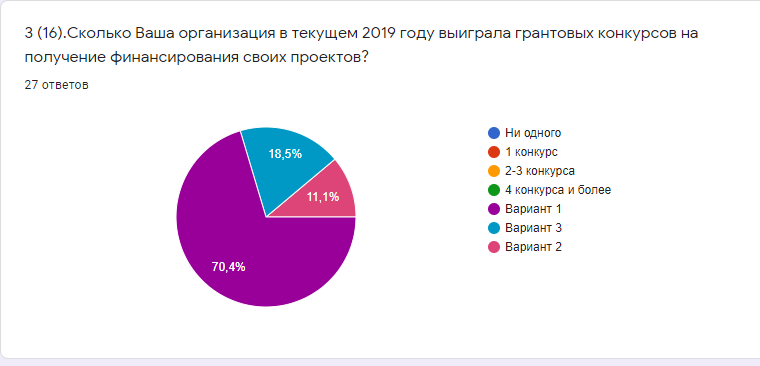 3 (16).Сколько Ваша организация в текущем 2019 году выиграла грантовых конкурсов на
получение финансирования своих проектов?
27 ответов
18,5%
11,1%
70,4%
Ни одного
1 конкурс
2-3 конкурса
4 конкурса и более
Вариант 1
Вариант 3
Вариант 2